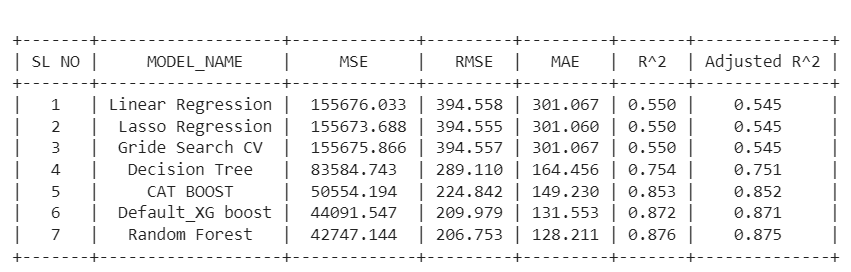 +-------+-------------------+------------+---------+---------+-------+--------------+
| SL NO |     MODEL_NAME    |    MSE     |   RMSE  |   MAE   |  R^2  | Adjusted R^2 |
+-------+-------------------+------------+---------+---------+-------+--------------+
|   1   | Linear Regression | 155676.033 | 394.558 | 301.067 | 0.550 |    0.545     |
|   2   |  Lasso Regression | 155673.688 | 394.555 | 301.060 | 0.550 |    0.545     |
|   3   |  Gride Search CV  | 155675.866 | 394.557 | 301.067 | 0.550 |    0.545     |
|   4   |   Decision Tree   | 83584.743  | 289.110 | 164.456 | 0.754 |    0.751     |
|   5   |     CAT BOOST     | 50554.194  | 224.842 | 149.230 | 0.853 |    0.852     |
|   6   |  Default_XG boost | 44091.547  | 209.979 | 131.553 | 0.872 |    0.871     |
|   7   |   Random Forest   | 42747.144  | 206.753 | 128.211 | 0.876 |    0.875     |
+-------+-------------------+------------+---------+---------+-------+--------------+